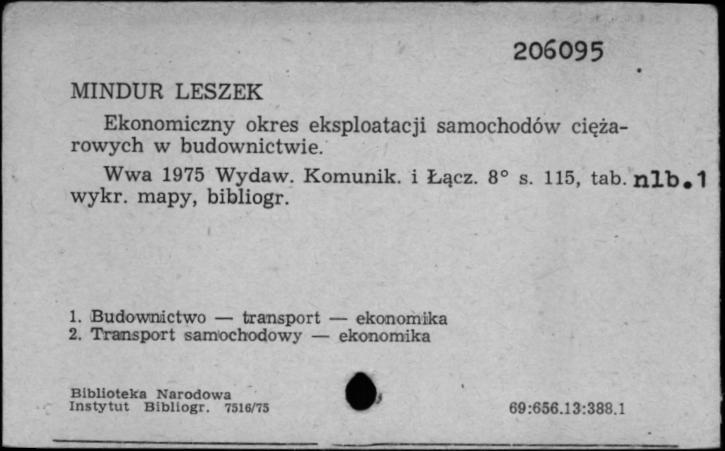 206095
MINDUR LESZEK
Ekonomiczny okres eksploatacji samochodów cięża-
rowych w budownictwie.
Wwa 1975 Wydaw. Komunik. i Łącz. 8° s. 115, tab. nlb.1
wykr. mapy, bibliogr.
1. Budownictwo — transport — ekonomika
2. Transport samochodowy — ekonomika
Biblioteka Narodowa
Instytut Bibliogr. 7516/75
69:656.13:388.1